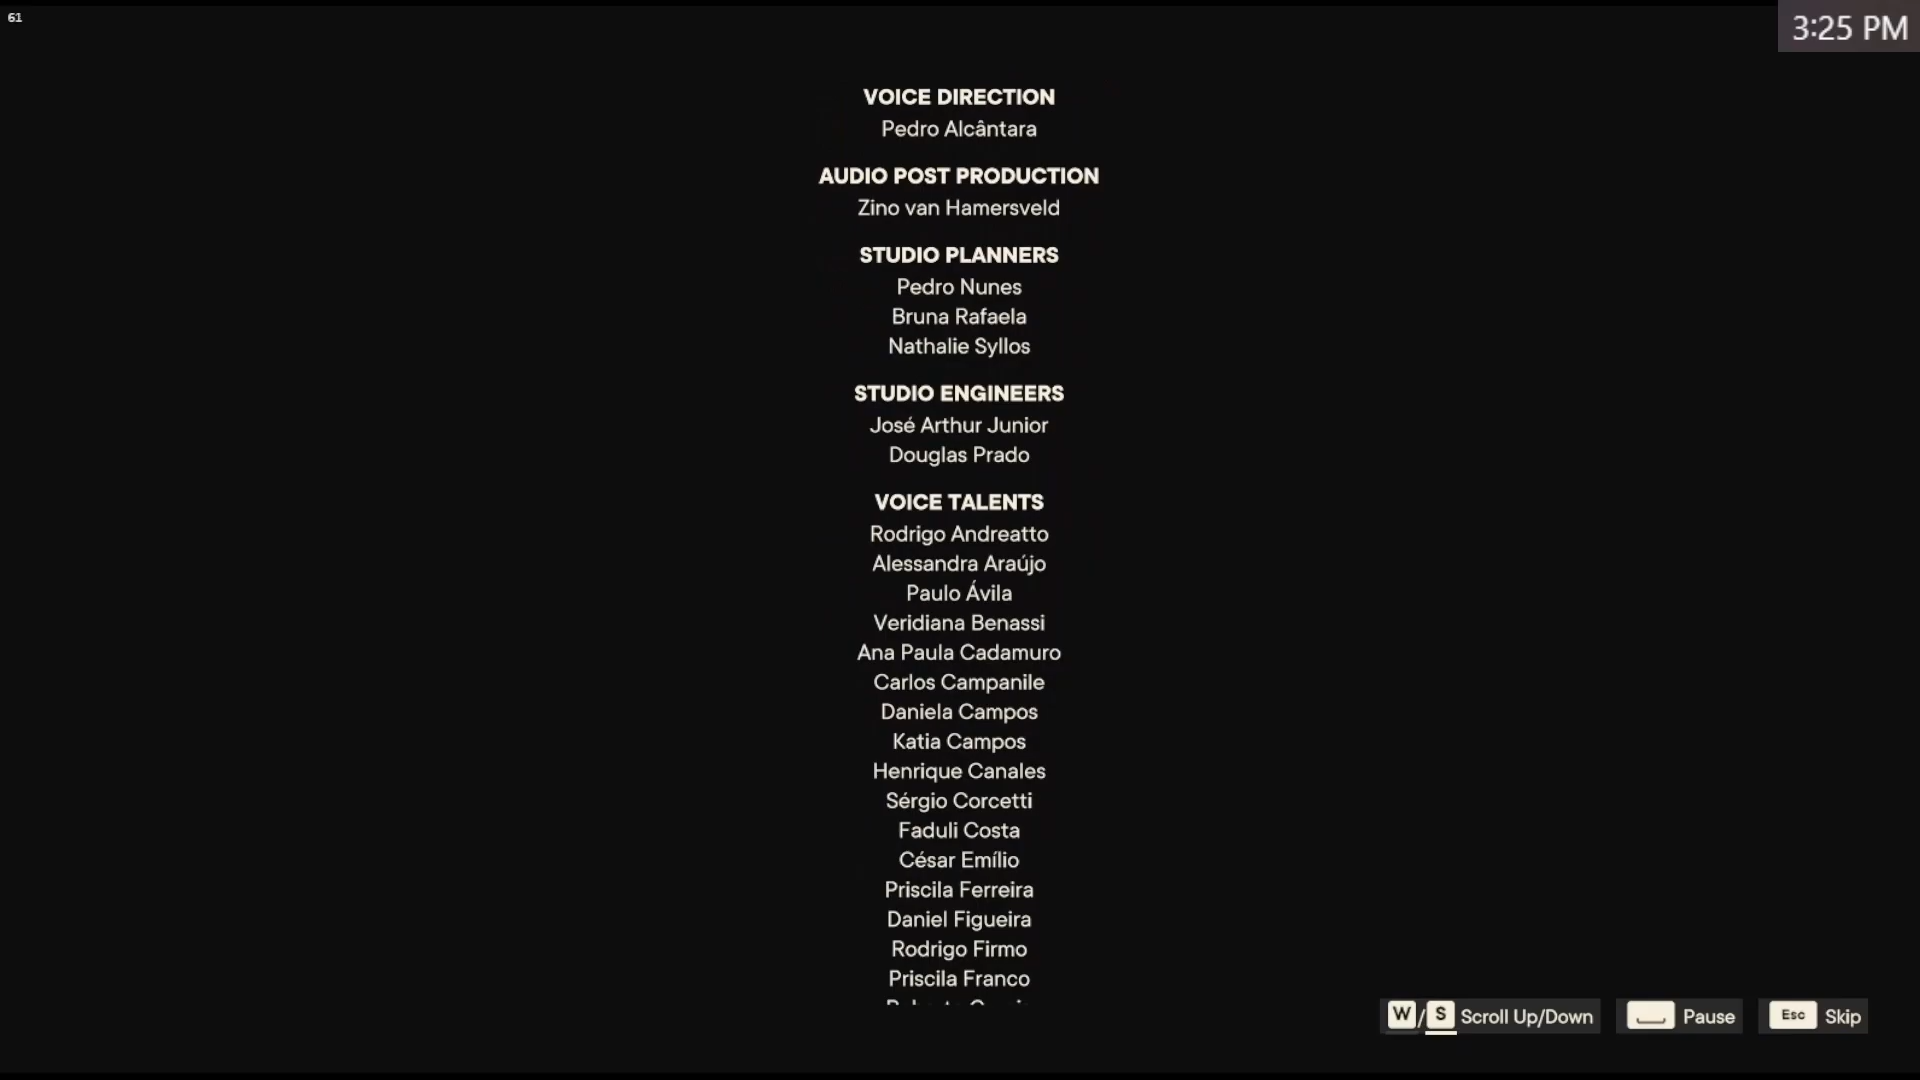 61
3:25 PM
VOICE DIRECTION
Pedro Alcântara
AUDIO POST PRODUCTION
Zino van Hamersveld
STUDIO PLANNERS
Pedro Nunes
Bruna Rafaela
Nathalie Syllos
STUDIO ENGINEERS
José Arthur Junior
Douglas Prado
VOICE TALENTS
Rodrigo Andreatto
Alessandra Araújo
Paulo Ávila
Veridiana Benassi
Ana Paula Cadamuro
Carlos Campanile
Daniela Campos
Katia Campos
Henrique Canales
Sérgio Corcetti
Faduli Costa
César Emílio
Priscila Ferreira
Daniel Figueira
Rodrigo Firmo
Priscila Franco
W/S Scroll Up/Down Pause Esc Skip